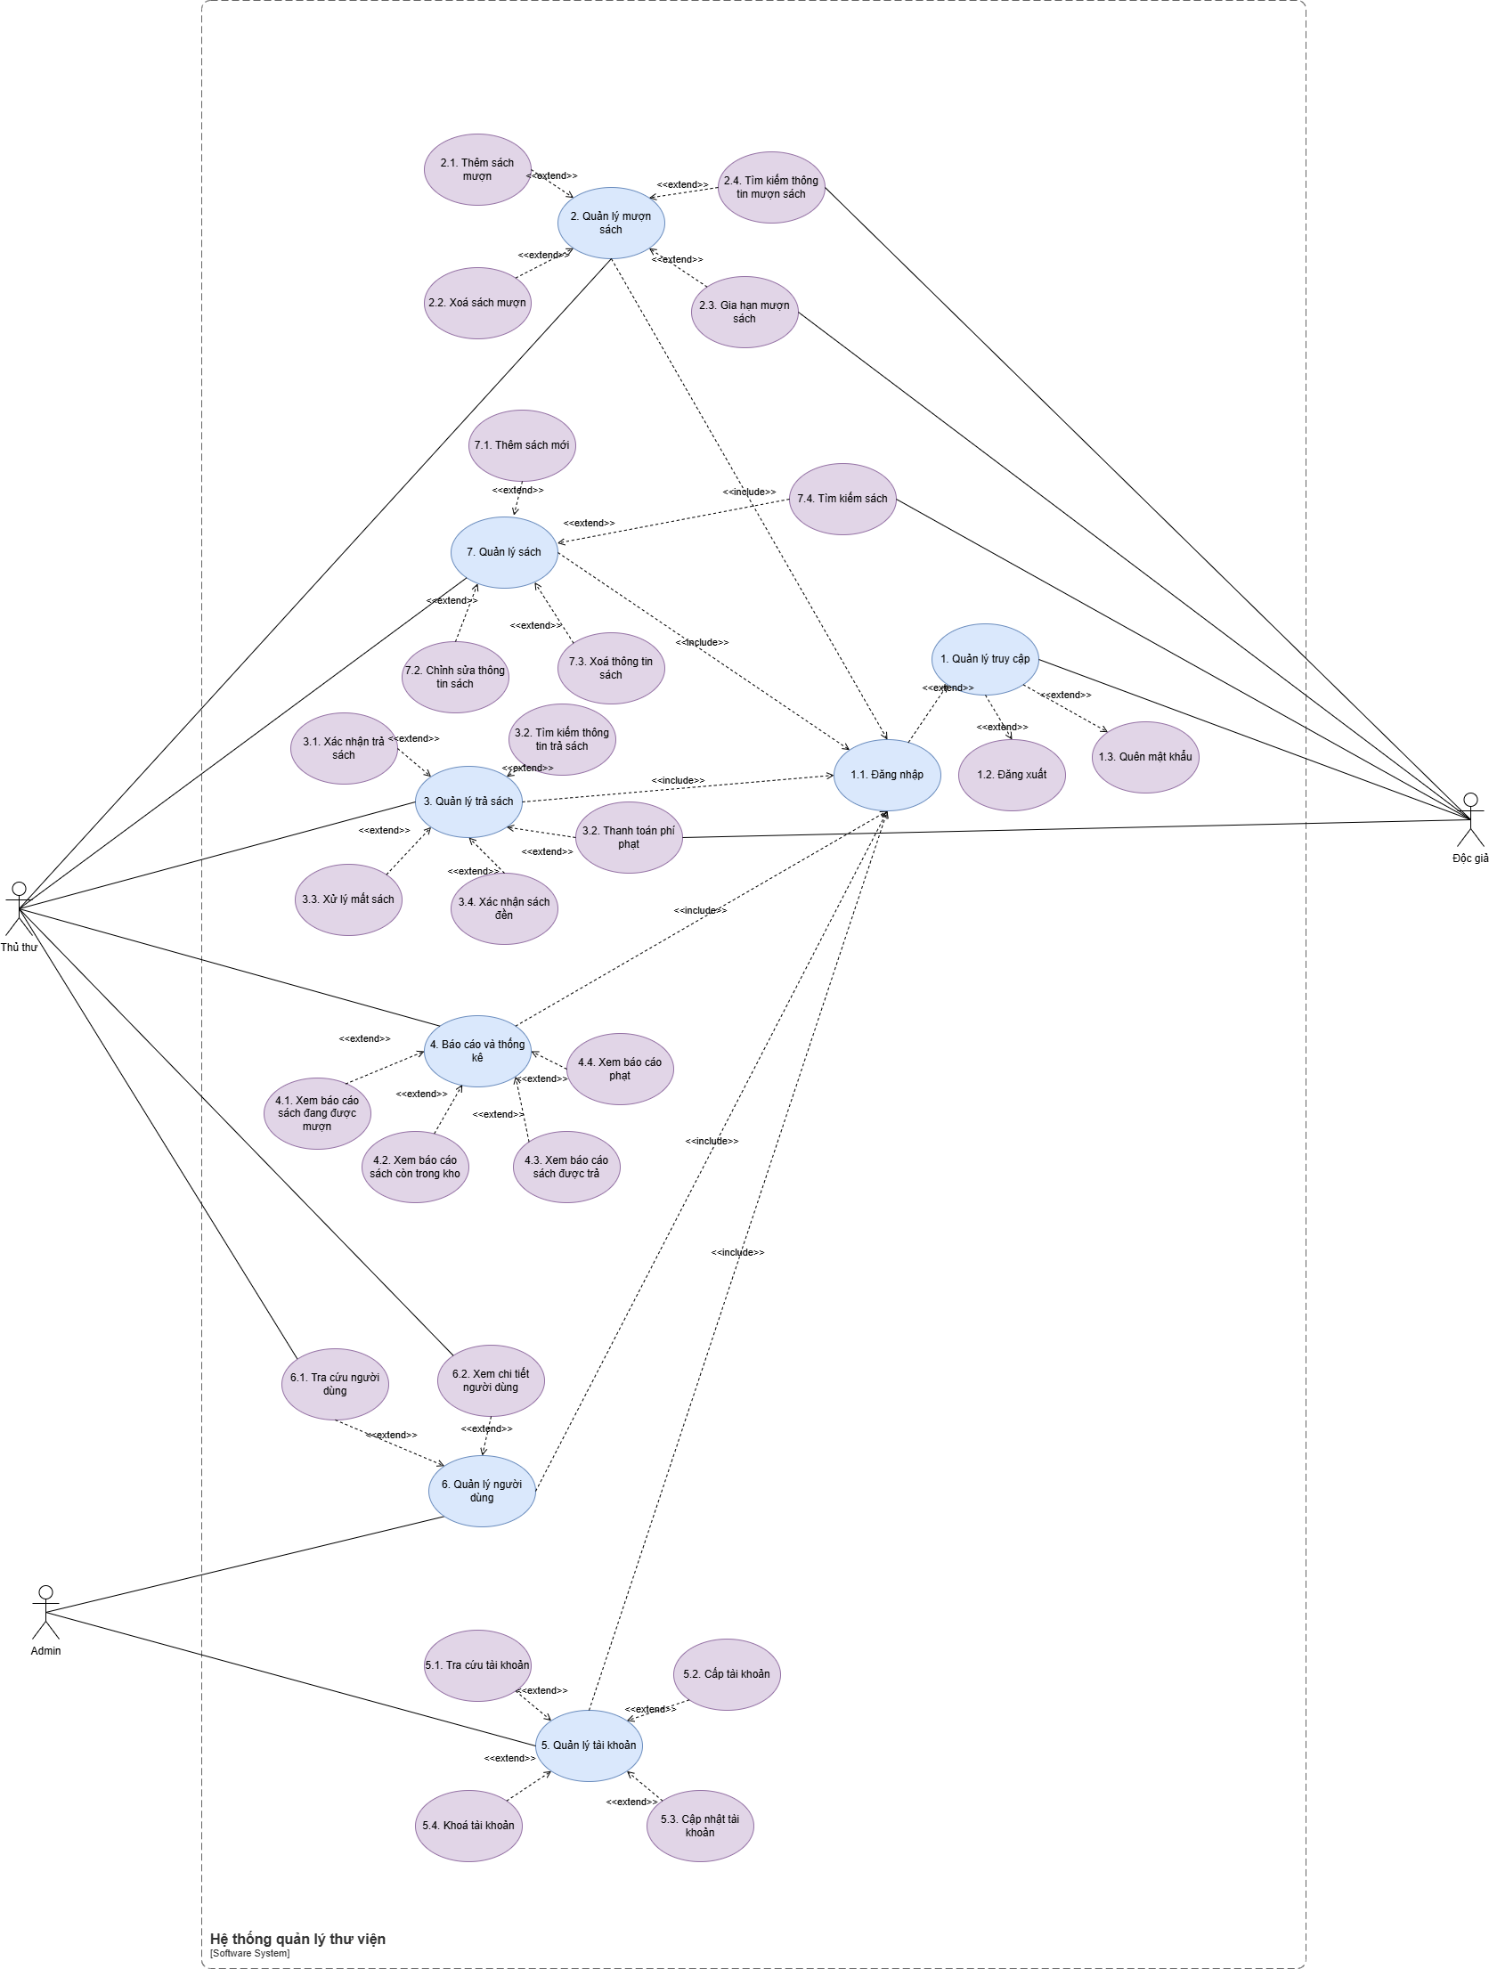 2.1. Thêm sách
mượn
<<extend>>
<<extend>>
2.4. Tìm kiếm thông
tin mượn sách
2. Quản lý mượn
sách
<<extend>>
<<extend>>
2.2. Xoá sách mượn
2.3. Gia hạn mượn
sách
7.1. Thêm sách mới
<<extend>>
<<include>>
7.4. Tìm kiếm sách
<<extend>>
7. Quản lý sách
<<extend>>
<<extend>>
<<include>>
7.2. Chỉnh sửa thông
tin sách
7.3. Xoá thông tin
sách
1. Quản lý truy cập
<<extend>>
<<extend>>
<<extend>>
3.1. Xác nhận trả
sách
<<extend>>
3.2. Tìm kiếm thông
tin trả sách
<<extend>>
<<include>>
1.1. Đăng nhập
1.2. Đăng xuất
1.3. Quên mật khẩu
3. Quản lý trả sách
<<extend>>
3.2. Thanh toán phí
phạt
<<extend>>
<<extend>>
Độc giả
3.3. Xử lý mất sách
3.4. Xác nhận sách
đền
<<include>>
Thủ thư
<<extend>>
4. Báo cáo và thống
kê
4.4. Xem báo cáo
phạt
<<extend>>
<<extend>>
<<extend>>
4.1. Xem báo cáo
sách đang được
mượn
4.2. Xem báo cáo
sách còn trong kho
4.3. Xem báo cáo
sách được trả
<<include>>
<<include>>
6.1. Tra cứu người
dùng
6.2. Xem chi tiết
người dùng
<<extend>>
<<extend>>
6. Quản lý người
dùng
Admin
5.1. Tra cứu tài khoản
5.2. Cấp tài khoản
<<extend>>
<<extend>>
5. Quản lý tài khoản
<<extend>>
<<extend>>
5.4. Khoá tài khoản
5.3. Cập nhật tài
khoản
Hệ thống quản lý thư viện
[Software System]